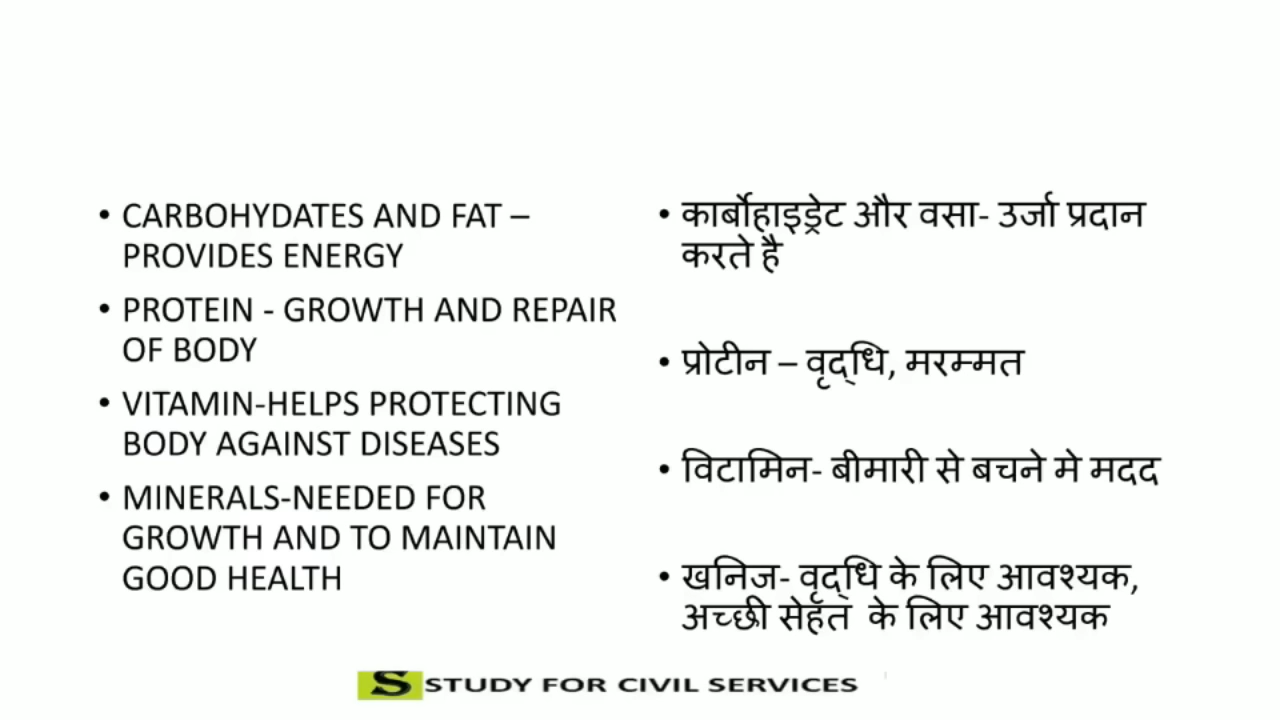 • CARBOHYDATES AND FAT –
PROVIDES ENERGY
• PROTEIN - GROWTH AND REPAIR
OF BODY
• VITAMIN-HELPS PROTECTING
BODY AGAINST DISEASES
• MINERALS-NEEDED FOR
GROWTH AND TO MAINTAIN
GOOD HEALTH
• कार्बोहाइड्रेट और वसा- उर्जा प्रदान
करते है
• प्रोटीन – वृद्धि, मरम्मत
• विटामिन- बीमारी से बचने मे मदद
• खनिज- वृद्धि के लिए आवश्यक,
अच्छी सेहत के लिए आवश्यक
S STUDY FOR CIVIL SERVICES